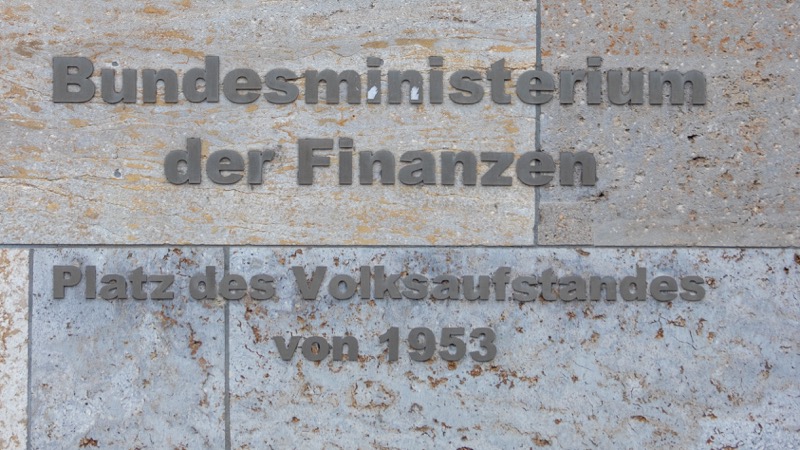 Bundesministerium
der Finanzen
Platz des Volksaufstandes
von 1953